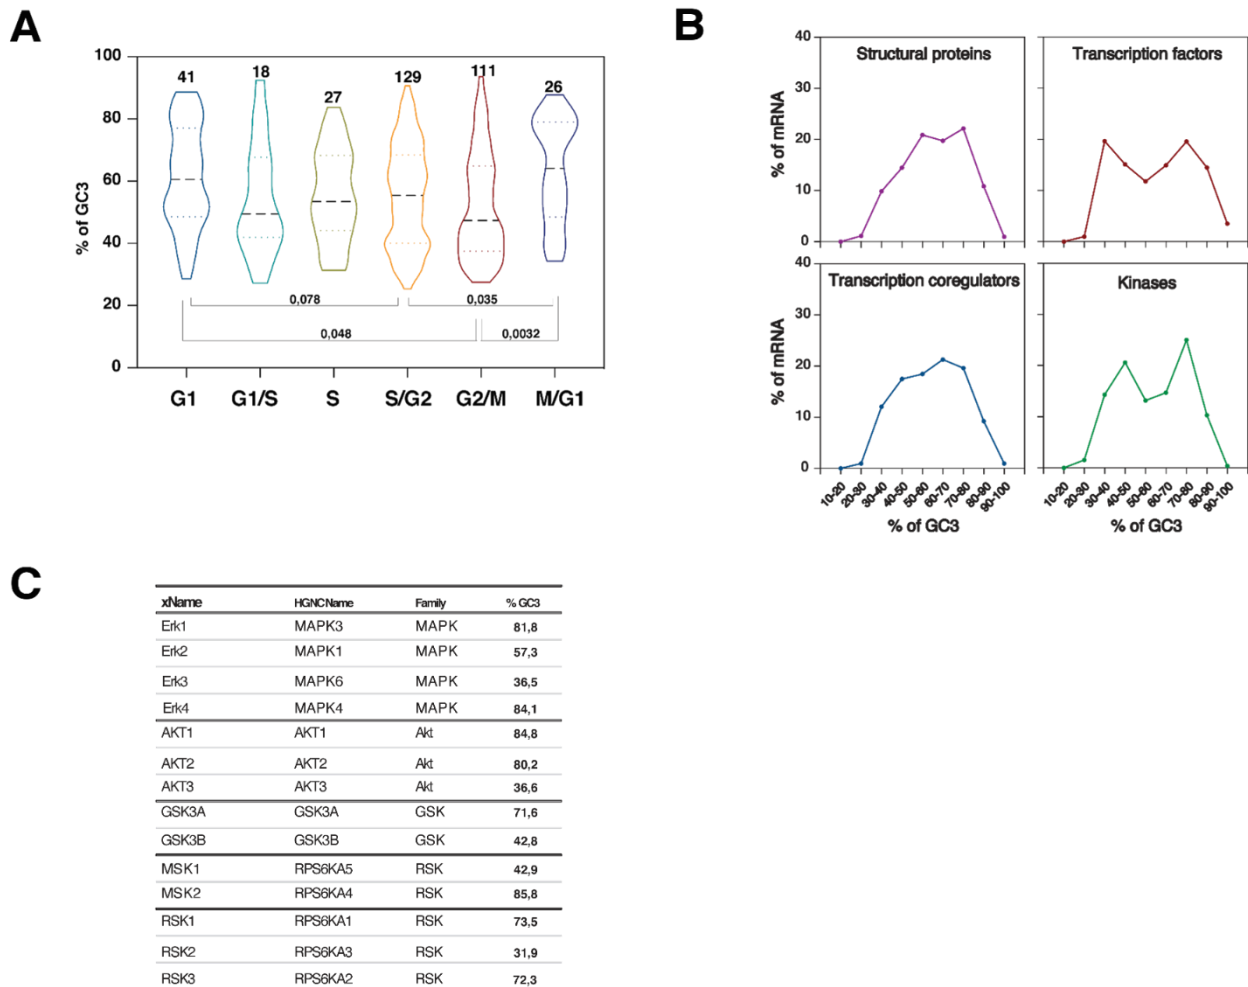 A
100
80
60
40
20
0
% of GC3
41
18
27
129
111
26
0,078
0,035
0,048
0,0032
G1 G1/S S S/G2 G2/M M/G1
B
Structural proteins
Transcription factors
40
30
20
10
0
% of mRNA
Transcription coregulators
Kinases
40
30
20
10
0
% of mRNA
10-20 20-30 30-40 40-50 50-60 60-70 70-80 80-90 90-100
% of GC3
10-20 20-30 30-40 40-50 50-60 60-70 70-80 80-90 90-100
% of GC3
C
xName HGNC Name Family % GC3
Erk1 MAPK3 MAPK 81,8
Erk2 MAPK1 MAPK 57,3
Erk3 MAPK6 MAPK 36,5
Erk4 MAPK4 MAPK 84,1
AKT1 AKT1 Akt 84,8
AKT2 AKT2 Akt 80,2
AKT3 AKT3 Akt 36,6
GSK3A GSK3A GSK 71,6
GSK3B GSK3B GSK 42,8
MSK1 RPS6KA5 RSK 42,9
MSK2 RPS6KA4 RSK 85,8
RSK1 RPS6KA1 RSK 73,5
RSK2 RPS6KA3 RSK 31,9
RSK3 RPS6KA2 RSK 72,3